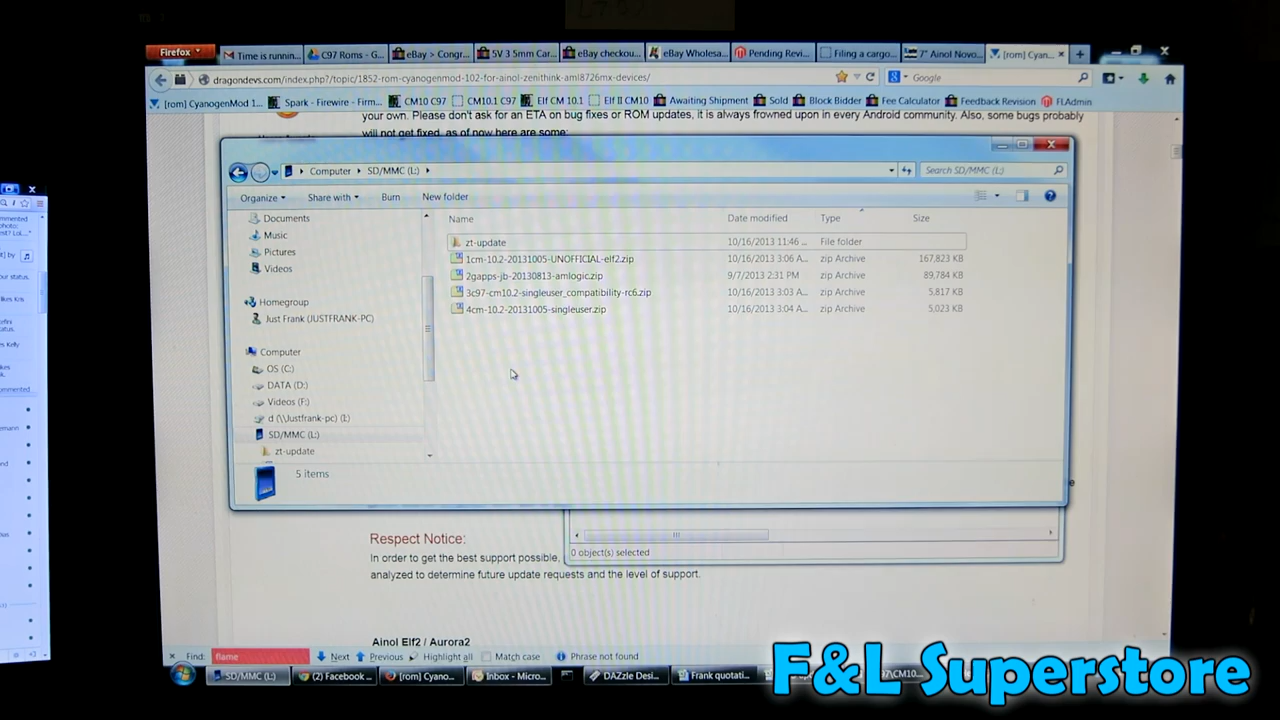 Firefox
Time is runnin...
C97 Roms - G...
eBay > Congr...
5V 3 5mm Car...
eBay checkou...
eBay Wholesa...
Pending Revi...
Filing a cargo...
7" Ainol Novo...
[rom] Cyan...
dragondevs.com/index.php?/topic/1852-rom-cyanogenmod-102-for-ainol-zenithink-aml8726mx-devices/
Google
[rom] CyanogenMod 1...
Spark - Firewire - Firm...
CM10 C97
CM10.1 C97
Elf CM 10.1
Elf II CM10
Awaiting Shipment
Sold
Block Bidder
Fee Calculator
Feedback Revision
FLAdmin
your own. Please don't ask for an ETA on bug fixes or ROM updates, it is always frowned upon in every Android community. Also, some bugs probably
will not get fixed, as of now here are some:
Computer
SD/MMC (L:)
Search SD/MMC (L:)
Organize
Share with
Burn
New folder
Documents
Music
Pictures
Videos
Homegroup
Just Frank (JUSTFRANK-PC)
Computer
OS (C:)
DATA (D:)
Videos (F:)
d (\\Justfrank-pc) (I:)
SD/MMC (L:)
zt-update
Name Date modified Type Size
zt-update 10/16/2013 11:46 ... File folder
1cm-10.2-20131005-UNOFFICIAL-elf2.zip 10/16/2013 3:06 A... zip Archive 167,823 KB
2gapps-jb-20130813-amlogic.zip 9/7/2013 2:31 PM zip Archive 89,784 KB
3c97-cm10.2-singleuser_compatibility-rc6.zip 10/16/2013 3:03 A... zip Archive 5,817 KB
4cm-10.2-20131005-singleuser.zip 10/16/2013 3:04 A... zip Archive 5,023 KB
5 items
0 object(s) selected
Respect Notice:
In order to get the best support possible,
analyzed to determine future update requests and the level of support.
Ainol Elf2 / Aurora2
Find: flame
Next
Previous
Highlight all
Match case
Phrase not found
SD/MMC (L:)
(2) Facebook ...
[rom] Cyano...
Inbox - Micro...
DAZzle Desi...
Frank quotati...
F&L Superstore